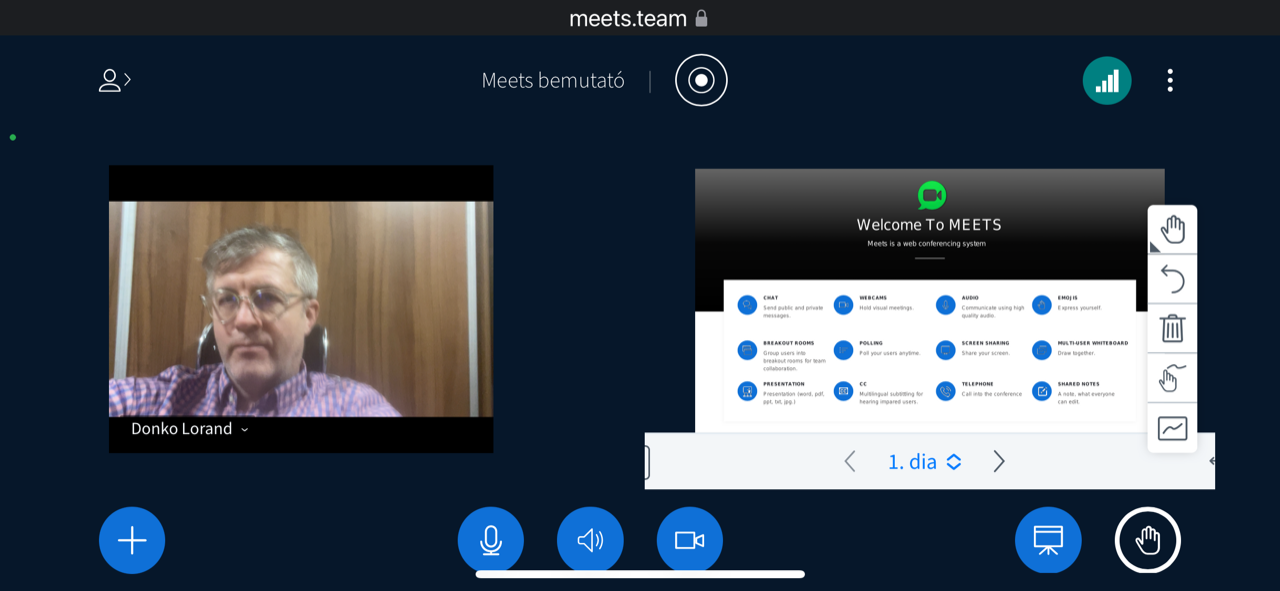 meets.team
Meets bemutató
Donko Lorand
Welcome To MEETS
Meets is a web conferencing system
CHAT
Send public and private
messages.
WEBCAMS
Hold visual meetings.
AUDIO
Communicate using high
quality audio.
EMOJIS
Express yourself.
BREAKOUT ROOMS
Group users into
breakout rooms for team
collaboration.
POLLING
Poll your users anytime.
SCREEN SHARING
Share your screen.
MULTI-USER WHITEBOARD
Draw together.
PRESENTATION
Presentation (word, pdf,
ppt, txt, jpg.)
CC
Multilingual subtitling for
hearing impared users.
TELEPHONE
Call into the conference
SHARED NOTES
A note, what everyone
can edit.
1. dia